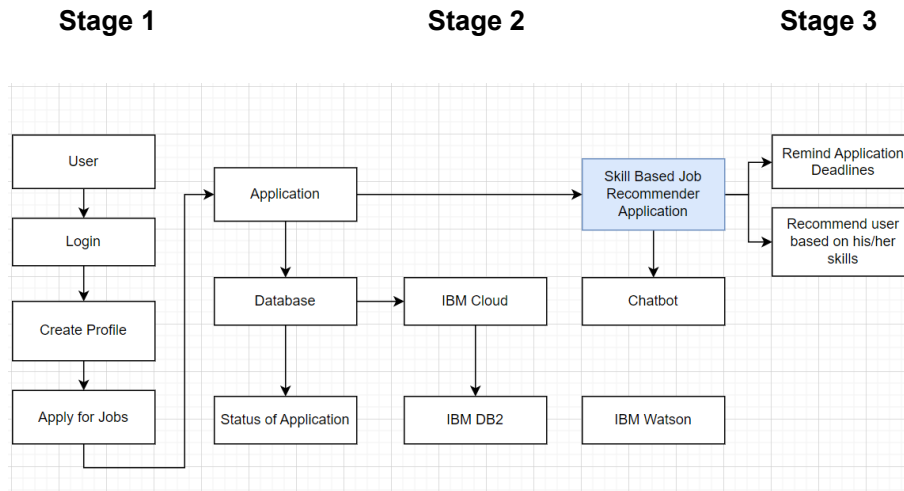 Stage 1
Stage 2
Stage 3
User
Login
Create Profile
Apply for Jobs
Application
Database
Status of Application
IBM Cloud
IBM DB2
Skill Based Job
Recommender
Application
Chatbot
IBM Watson
Remind Application
Deadlines
Recommend user
based on his/her
skills